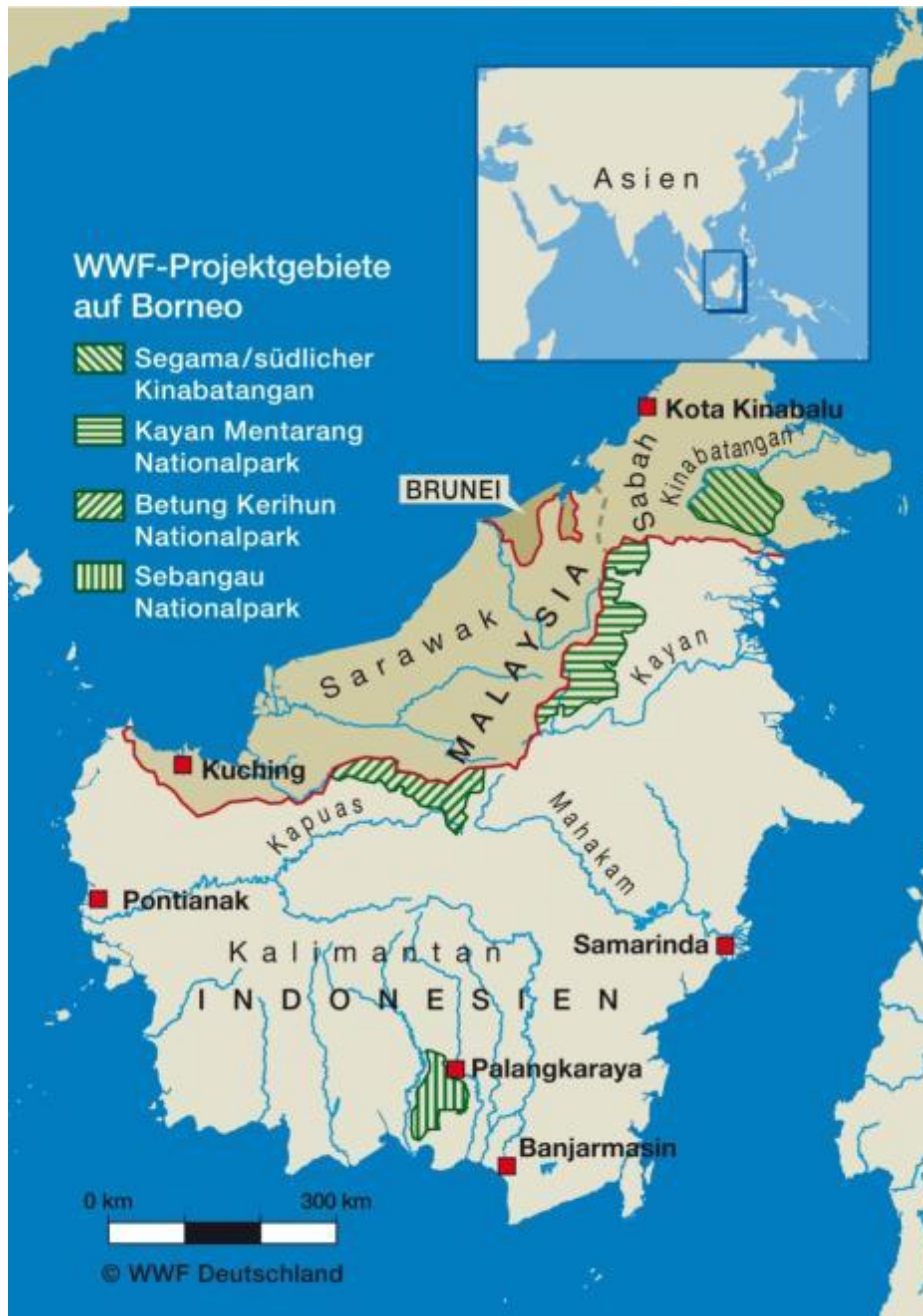 Asien
WWF-Projektgebiete
auf Borneo
Segama/südlicher
Kinabatangan
Kayan Mentarang
Nationalpark
Betung Kerihun
Nationalpark
Sebangau
Nationalpark
Kota Kinabalu
Sabah
Kinabatangan
BRUNEI
Sarawak
MALAYSIA
Kayan
Kuching
Kapuas
Mahakam
Pontianak
Samarinda
Kalimantan
INDONESIEN
Palangkaraya
Banjarmasin
0 km 300 km
© WWF Deutschland